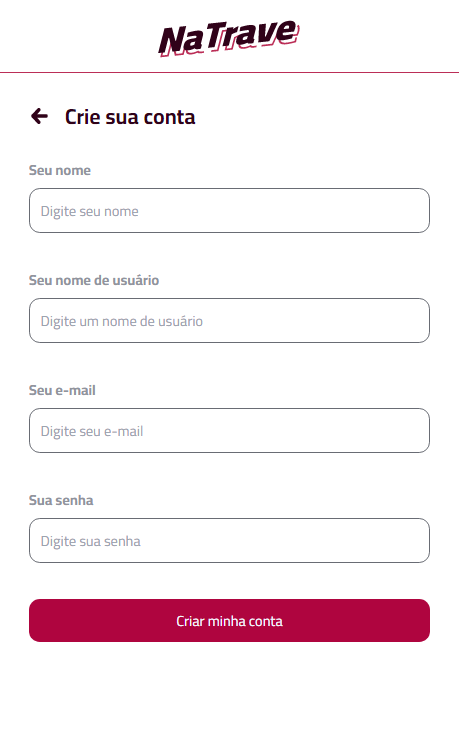 NaTrave
Crie sua conta
Seu nome
Digite seu nome
Seu nome de usuário
Digite um nome de usuário
Seu e-mail
Digite seu e-mail
Sua senha
Digite sua senha
Criar minha conta